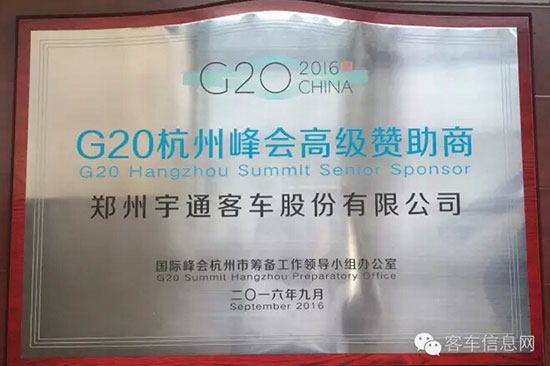 G20 2016
CHINA
G20杭州峰会高级赞助商
G20 Hangzhou Summit Senior Sponsor
郑州宇通客车股份有限公司
国际峰会杭州市筹备工作领导小组办公室
G20 Summit Hangzhou Preparatory Office
二〇一六年九月
September 2016
客车信息网